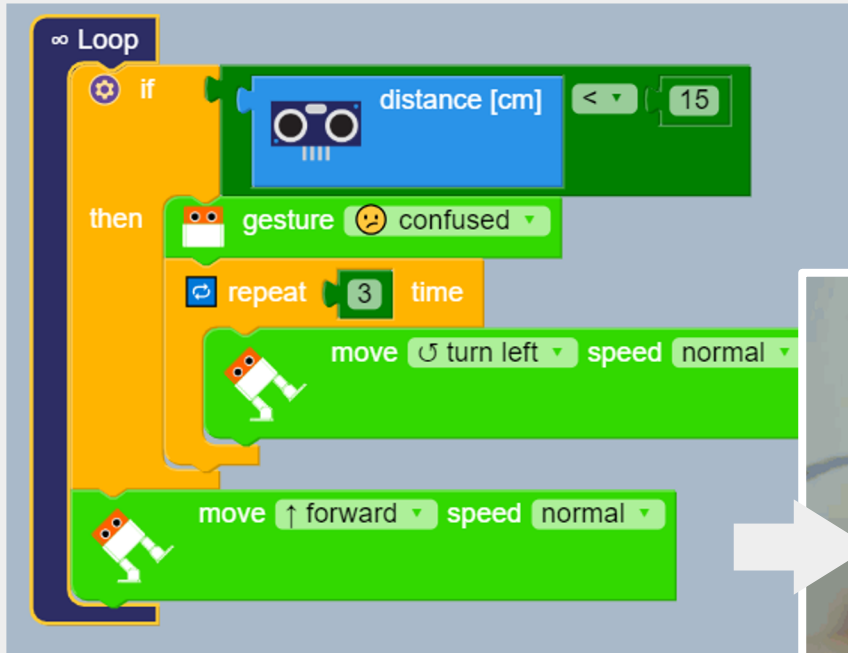 ∞ Loop
if distance [cm] < 15
then gesture confused
repeat 3 time
move ↺ turn left speed normal
move ↑ forward speed normal